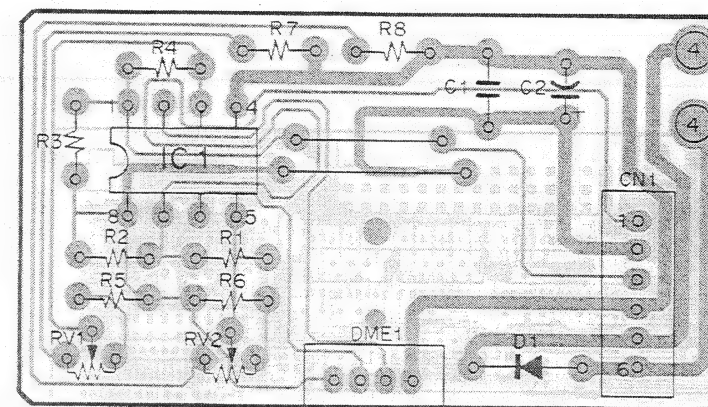 R7 R8
R4
4
C1 C2
1 4
4
R3
IC1
CN1
1
8 5
R2 R1
R5 R6
RV1 RV2
DME1
D1
6